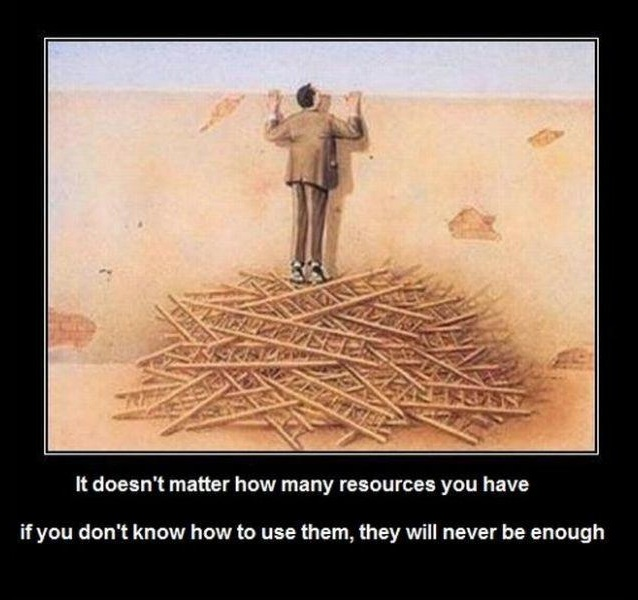 It doesn't matter how many resources you have
if you don't know how to use them, they will never be enough